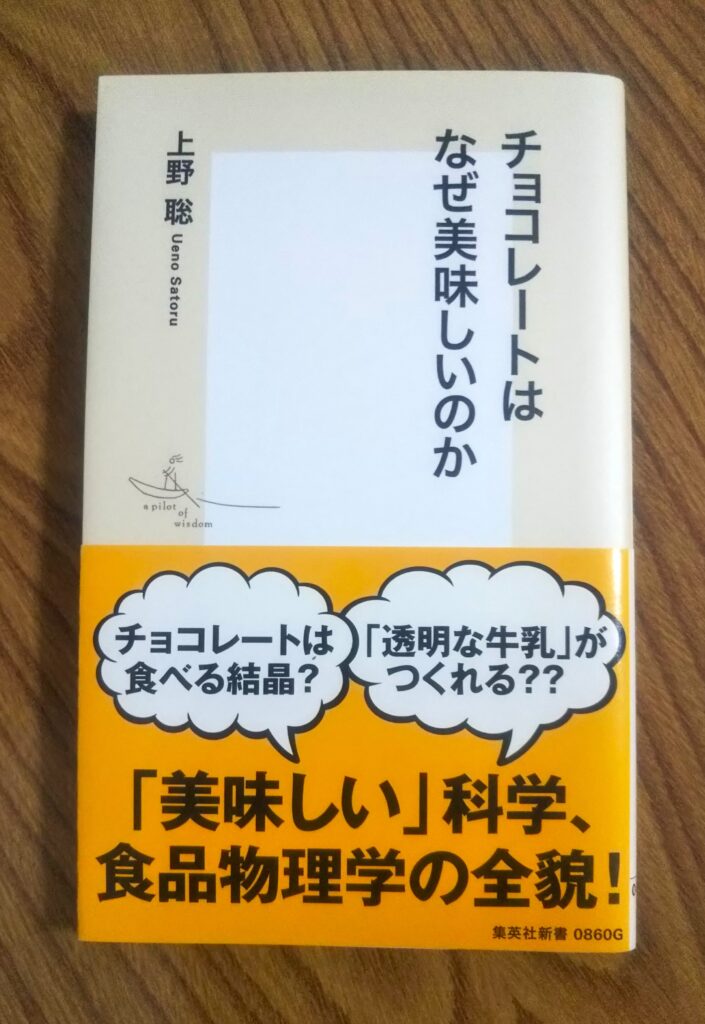 チョコレートは
なぜ美味しいのか
上野 聡 Ueno Satoru
a pilot
of
wisdom
チョコレートは
食べる結晶?
「透明な牛乳」が
つくれる??
「美味しい」科学、
食品物理学の全貌!
集英社新書 0860G